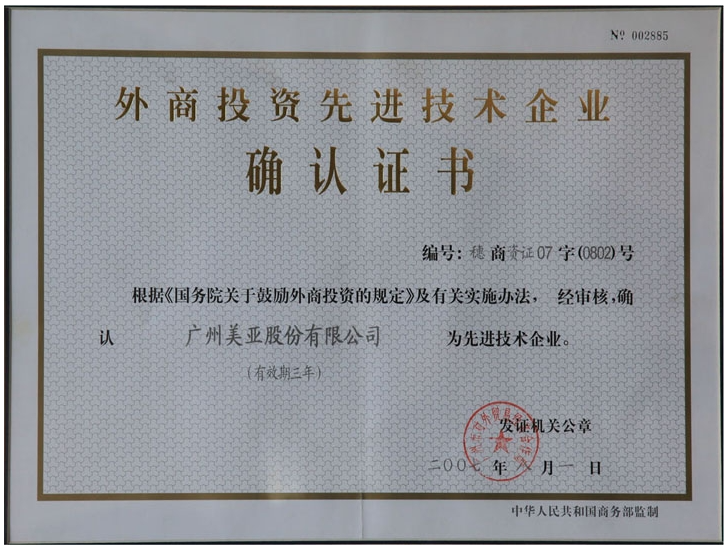 Nº 002885
外商投资先进技术企业
确认证书
编号：穗商资证07字(0802)号
根据《国务院关于鼓励外商投资的规定》及有关实施办法，经审核，确
认 广州美亚股份有限公司 为先进技术企业。
(有效期三年)
发证机关公章
二00七年 月一日
中华人民共和国商务部监制